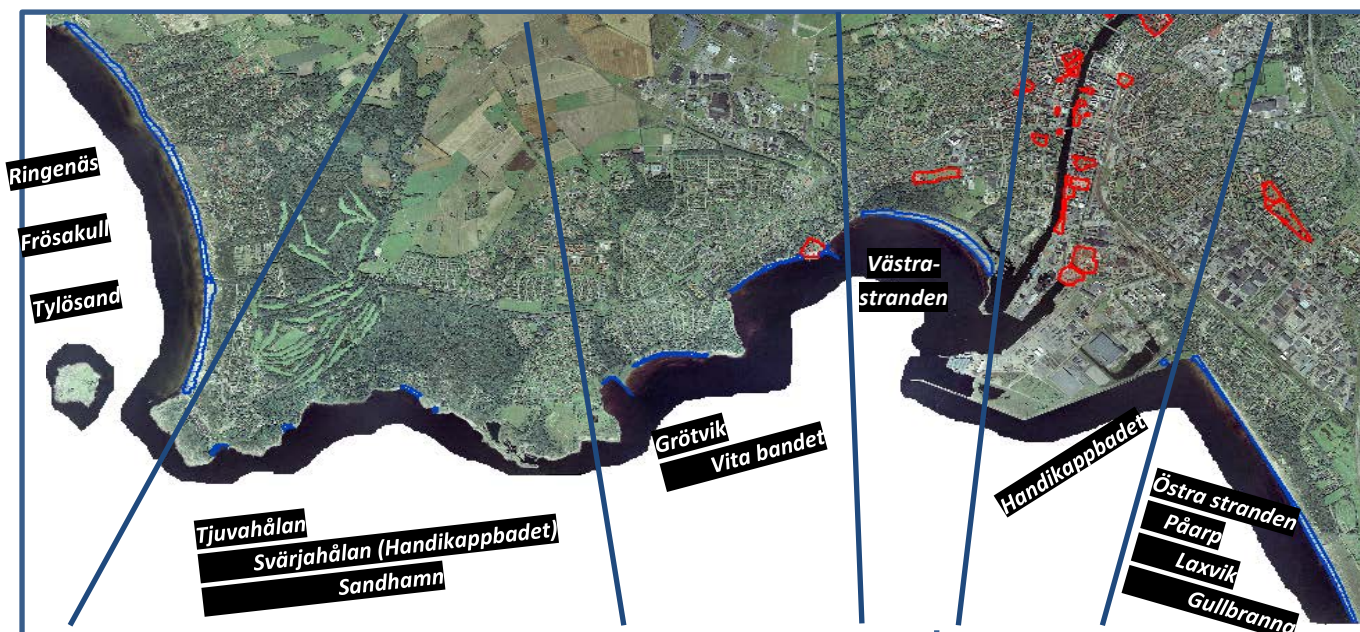 Ringenäs
Frösakull
Tylösand
Tjuvahålan
Svärjahålan (Handikappbadet)
Sandhamn
Grötvik
Vita bandet
Västra-
stranden
Handikappbadet
Östra stranden
Påarp
Laxvik
Gullbranna